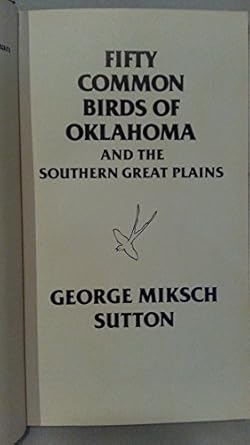 FIFTY
COMMON
BIRDS OF
OKLAHOMA
AND THE
SOUTHERN GREAT PLAINS
GEORGE MIKSCH
SUTTON